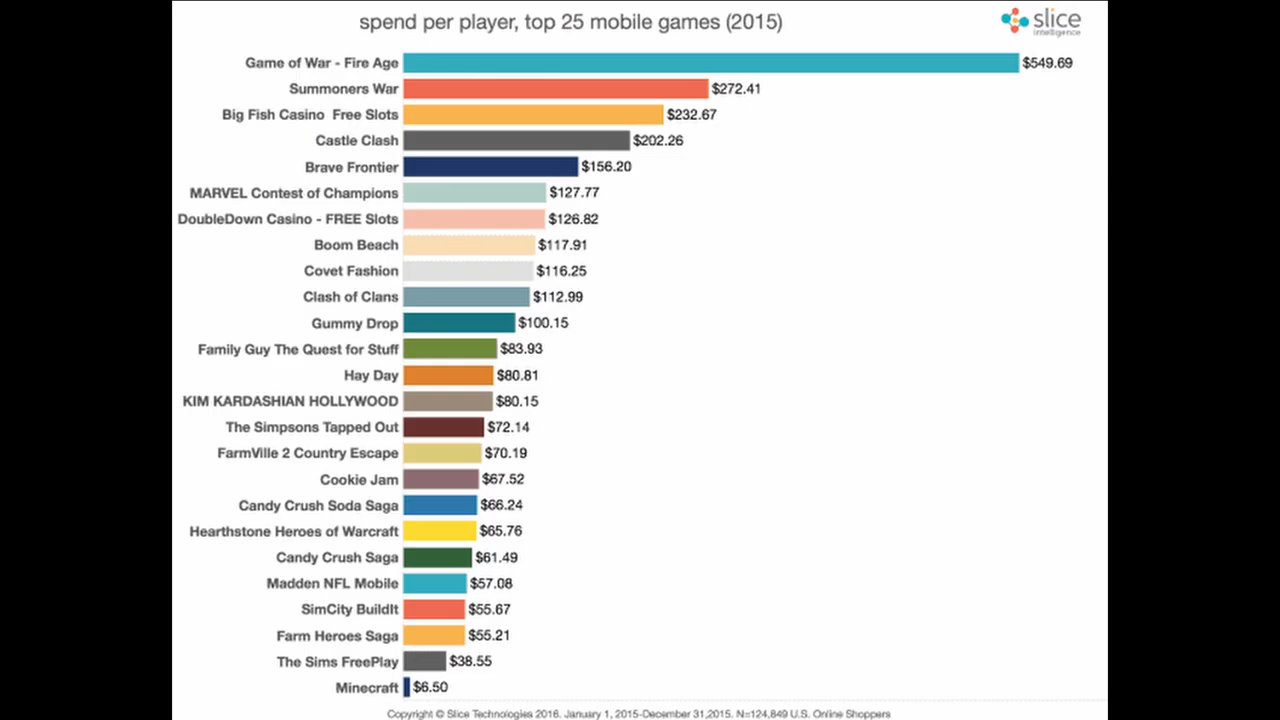 spend per player, top 25 mobile games (2015)
slice
intelligence
Game of War - Fire Age $549.69
Summoners War $272.41
Big Fish Casino Free Slots $232.67
Castle Clash $202.26
Brave Frontier $156.20
MARVEL Contest of Champions $127.77
DoubleDown Casino - FREE Slots $126.82
Boom Beach $117.91
Covet Fashion $116.25
Clash of Clans $112.99
Gummy Drop $100.15
Family Guy The Quest for Stuff $83.93
Hay Day $80.81
KIM KARDASHIAN HOLLYWOOD $80.15
The Simpsons Tapped Out $72.14
FarmVille 2 Country Escape $70.19
Cookie Jam $67.52
Candy Crush Soda Saga $66.24
Hearthstone Heroes of Warcraft $65.76
Candy Crush Saga $61.49
Madden NFL Mobile $57.08
SimCity BuildIt $55.67
Farm Heroes Saga $55.21
The Sims FreePlay $38.55
Minecraft $6.50
Copyright © Slice Technologies 2016. January 1, 2015-December 31,2015. N=124,849 U.S. Online Shoppers